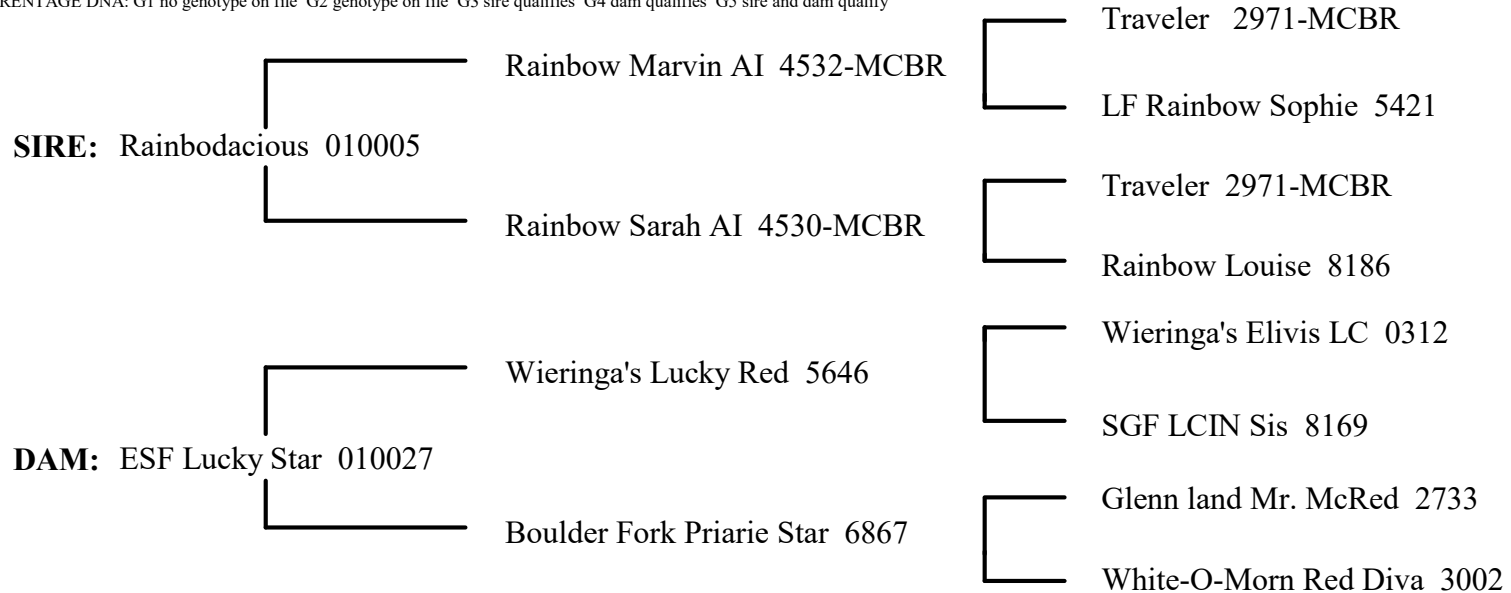 RENTAGE DNA: G1 no genotype on file G2 genotype on file G3 sire qualifies G4 dam qualifies G5 sire and dam qualify
Traveler 2971-MCBR
Rainbow Marvin AI 4532-MCBR
LF Rainbow Sophie 5421
SIRE: Rainbodacious 010005
Traveler 2971-MCBR
Rainbow Sarah AI 4530-MCBR
Rainbow Louise 8186
Wieringa's Elivis LC 0312
Wieringa's Lucky Red 5646
SGF LCIN Sis 8169
DAM: ESF Lucky Star 010027
Glenn land Mr. McRed 2733
Boulder Fork Priarie Star 6867
White-O-Morn Red Diva 3002